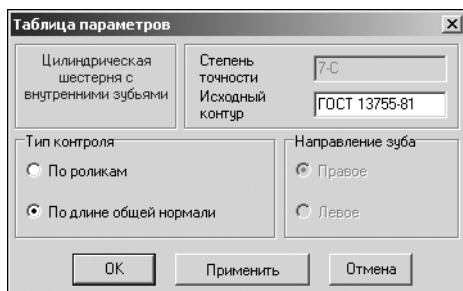 Таблица параметров
Цилиндрическая
шестерня с
внутренними зубьями
Степень
точности
7-C
Исходный
контур
ГОСТ 13755-81
Тип контроля
По роликам
По длине общей нормали
Направление зуба
Правое
Левое
OK
Применить
Отмена